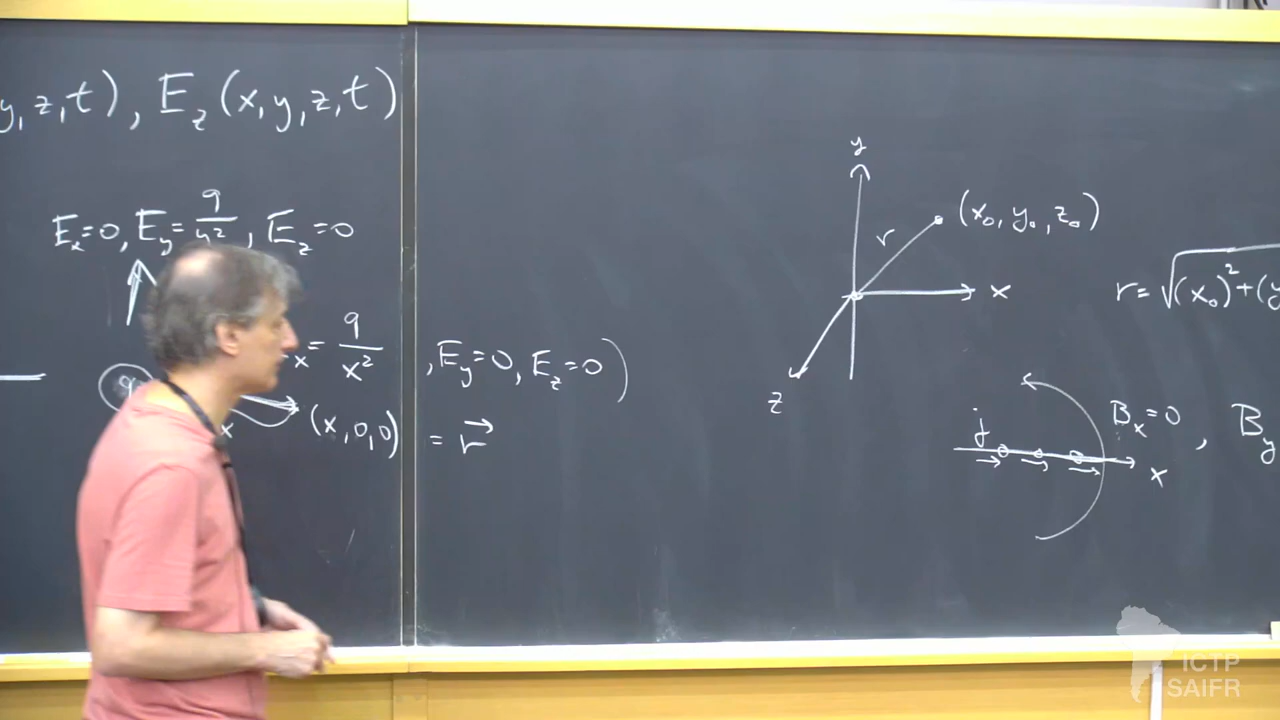 y,z,t), E_z(x,y,z,t)
E_x=0, E_y=q/y², E_z=0
x=q/x², E_y=0, E_z=0)
q
x
(x,0,0) = r⃗
y
r
(x₀,y₀,z₀)
x
z
r=√(x₀)²+(y
j
x
B_x=0, B_y
ICTP
SAIFR